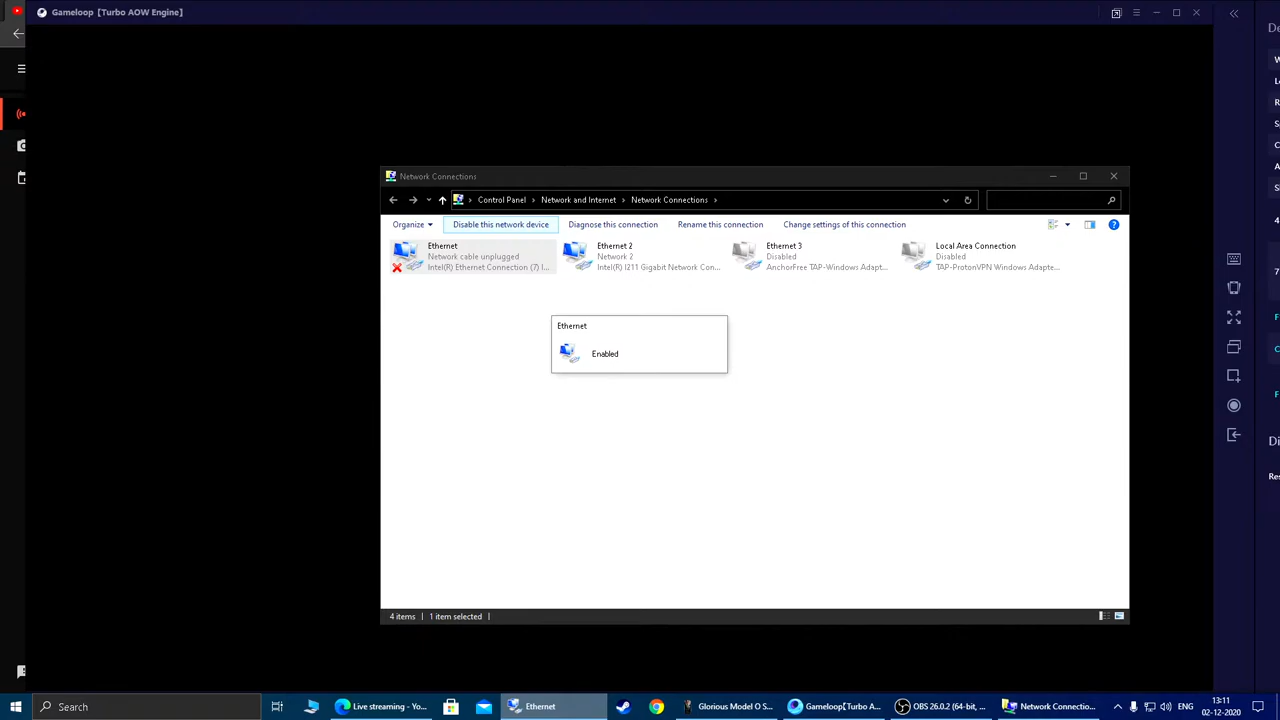 Gameloop [Turbo AOW Engine]
Network Connections
Control Panel > Network and Internet > Network Connections >
Organize
Disable this network device
Diagnose this connection
Rename this connection
Change settings of this connection
Ethernet
Network cable unplugged
Intel(R) Ethernet Connection (7) I...
Ethernet 2
Network 2
Intel(R) I211 Gigabit Network Con...
Ethernet 3
Disabled
AnchorFree TAP-Windows Adapt...
Local Area Connection
Disabled
TAP-ProtonVPN Windows Adapte...
Ethernet
Enabled
4 items
1 item selected
Search
Live streaming - Yo...
Ethernet
Glorious Model O S...
Gameloop[Turbo A...
OBS 26.0.2 (64-bit, ...
Network Connectio...
ENG
13:11
02-12-2020